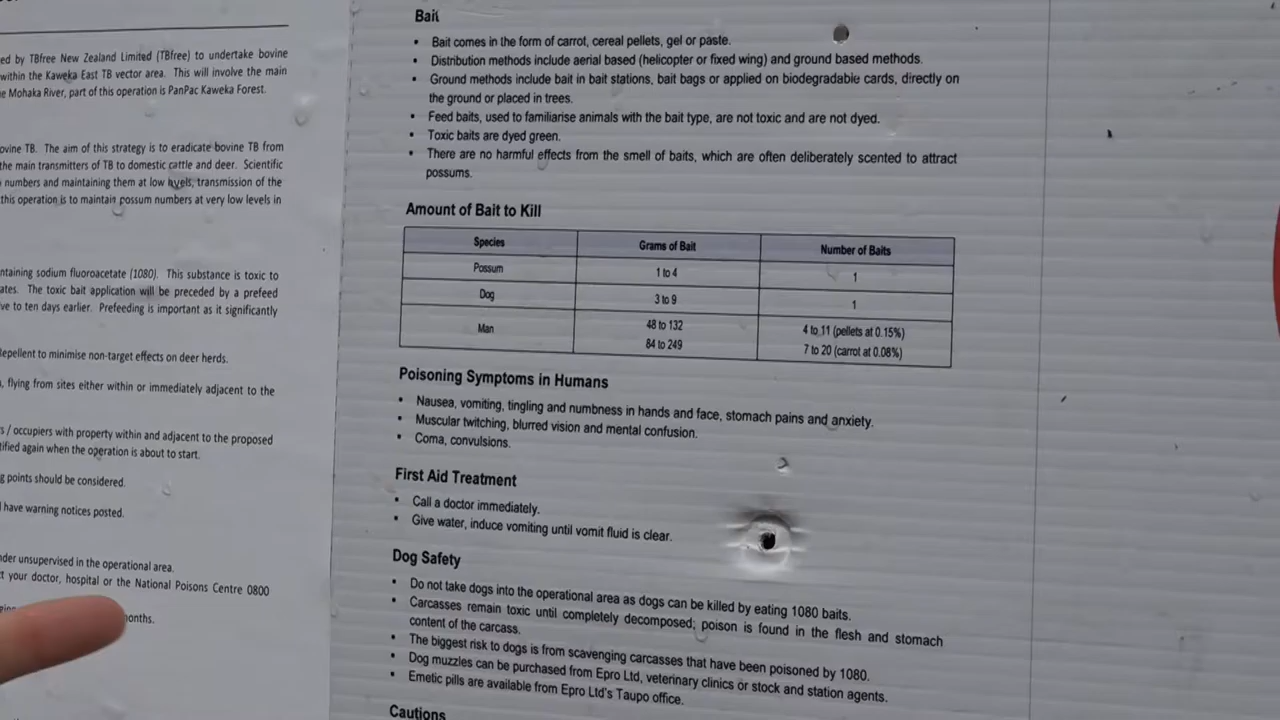 ed by TBfree New Zealand Limited (TBfree) to undertake bovine
within the Kaweka East TB vector area. This will involve the main
e Mohaka River, part of this operation is PanPac Kaweka Forest.
ovine TB. The aim of this strategy is to eradicate bovine TB from
the main transmitters of TB to domestic cattle and deer. Scientific
numbers and maintaining them at low levels, transmission of the
this operation is to maintain possum numbers at very low levels in
ntaining sodium fluoroacetate (1080). This substance is toxic to
ates. The toxic bait application will be preceded by a prefeed
ve to ten days earlier. Prefeeding is important as it significantly
repellent to minimise non-target effects on deer herds.
, flying from sites either within or immediately adjacent to the
s / occupiers with property within and adjacent to the proposed
tified again when the operation is about to start.
g points should be considered.
have warning notices posted.
nder unsupervised in the operational area.
t your doctor, hospital or the National Poisons Centre 0800
onths.
Bait
• Bait comes in the form of carrot, cereal pellets, gel or paste.
• Distribution methods include aerial based (helicopter or fixed wing) and ground based methods.
• Ground methods include bait in bait stations, bait bags or applied on biodegradable cards, directly on
the ground or placed in trees.
• Feed baits, used to familiarise animals with the bait type, are not toxic and are not dyed.
• Toxic baits are dyed green.
• There are no harmful effects from the smell of baits, which are often deliberately scented to attract
possums.
Amount of Bait to Kill
Species Grams of Bait Number of Baits
Possum 1 to 4 1
Dog 3 to 9 1
Man 48 to 132 4 to 11 (pellets at 0.15%)
84 to 249 7 to 20 (carrot at 0.08%)
Poisoning Symptoms in Humans
• Nausea, vomiting, tingling and numbness in hands and face, stomach pains and anxiety.
• Muscular twitching, blurred vision and mental confusion.
• Coma, convulsions.
First Aid Treatment
• Call a doctor immediately.
• Give water, induce vomiting until vomit fluid is clear.
Dog Safety
• Do not take dogs into the operational area as dogs can be killed by eating 1080 baits.
• Carcasses remain toxic until completely decomposed; poison is found in the flesh and stomach
content of the carcass.
• The biggest risk to dogs is from scavenging carcasses that have been poisoned by 1080.
• Dog muzzles can be purchased from Epro Ltd, veterinary clinics or stock and station agents.
• Emetic pills are available from Epro Ltd's Taupo office.
Cautions